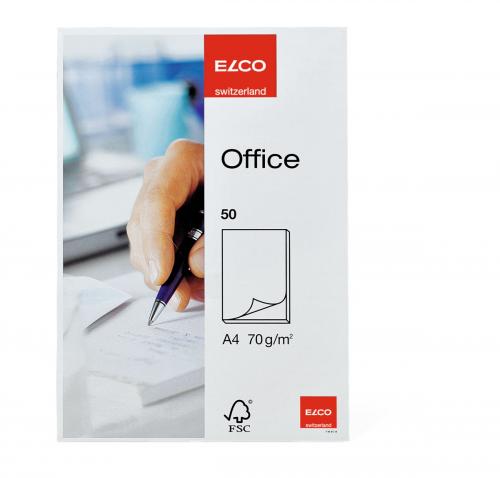 ELCO
switzerland
Office
50
A4 70 g/m²
FSC
ELCO
switzerland